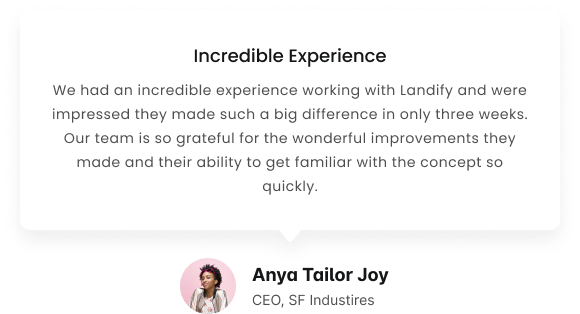 Incredible Experience
We had an incredible experience working with Landify and were
impressed they made such a big difference in only three weeks.
Our team is so grateful for the wonderful improvements they
made and their ability to get familiar with the concept so
quickly.
Anya Tailor Joy
CEO, SF Industires